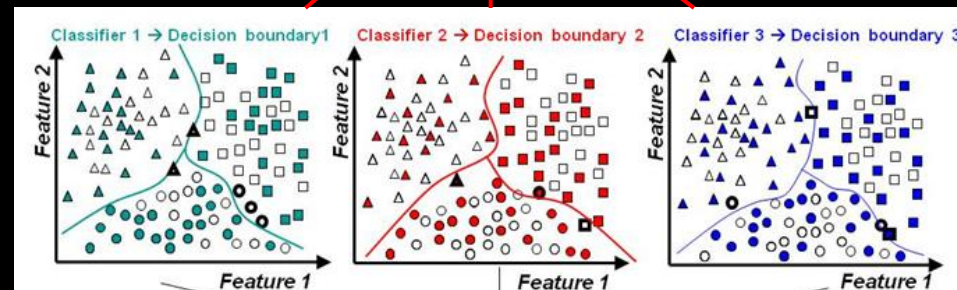 Classifier 1 → Decision boundary1
Classifier 2 → Decision boundary 2
Classifier 3 → Decision boundary 3
Feature 2
Feature 2
Feature 2
Feature 1
Feature 1
Feature 1